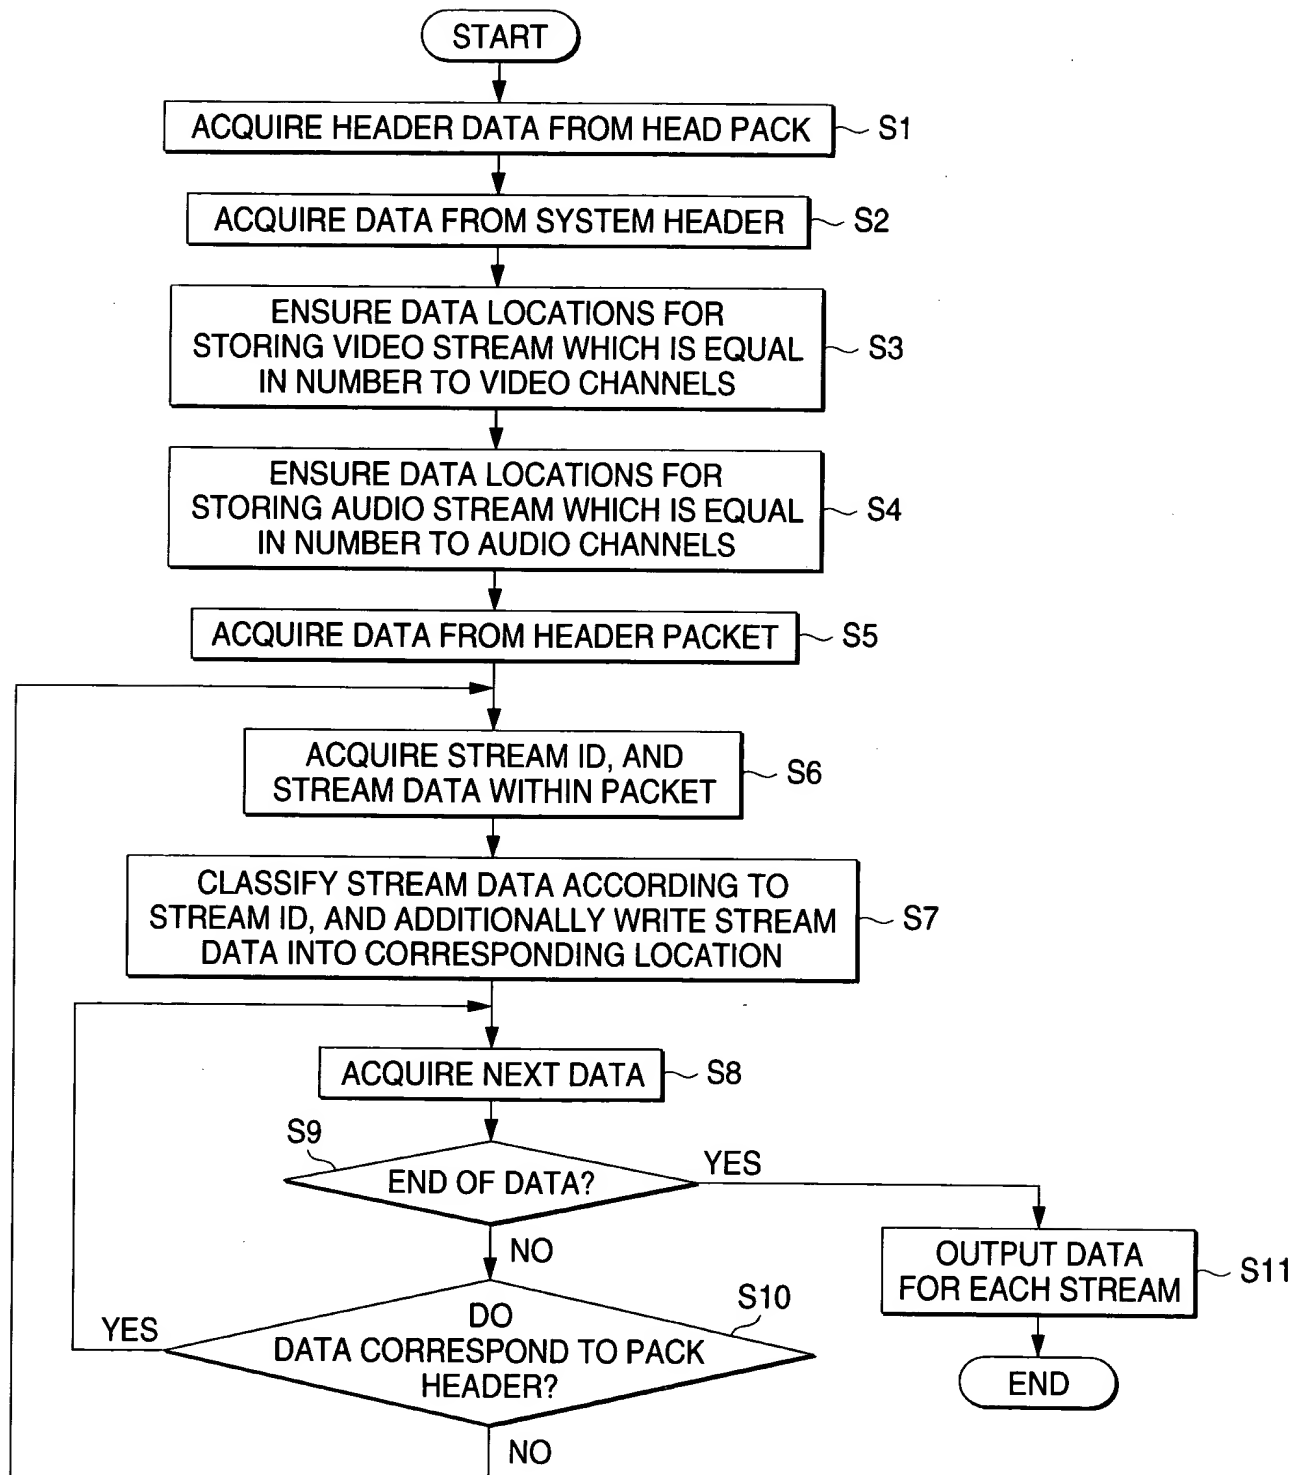 START
ACQUIRE HEADER DATA FROM HEAD PACK
S1
ACQUIRE DATA FROM SYSTEM HEADER
S2
ENSURE DATA LOCATIONS FOR
STORING VIDEO STREAM WHICH IS EQUAL
IN NUMBER TO VIDEO CHANNELS
S3
ENSURE DATA LOCATIONS FOR
STORING AUDIO STREAM WHICH IS EQUAL
IN NUMBER TO AUDIO CHANNELS
S4
ACQUIRE DATA FROM HEADER PACKET
S5
ACQUIRE STREAM ID, AND
STREAM DATA WITHIN PACKET
S6
CLASSIFY STREAM DATA ACCORDING TO
STREAM ID, AND ADDITIONALLY WRITE STREAM
DATA INTO CORRESPONDING LOCATION
S7
ACQUIRE NEXT DATA
S8
S9
END OF DATA?
YES
NO
OUTPUT DATA
FOR EACH STREAM
S11
S10
DO
DATA CORRESPOND TO PACK
HEADER?
YES
END
NO